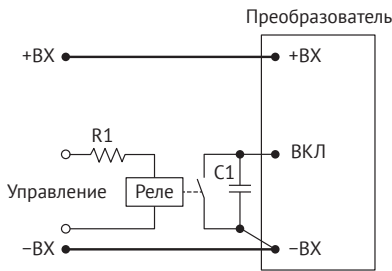 Преобразователь
+ВХ
+ВХ
R1
ВКЛ
C1
Управление
Реле
−ВХ
−ВХ